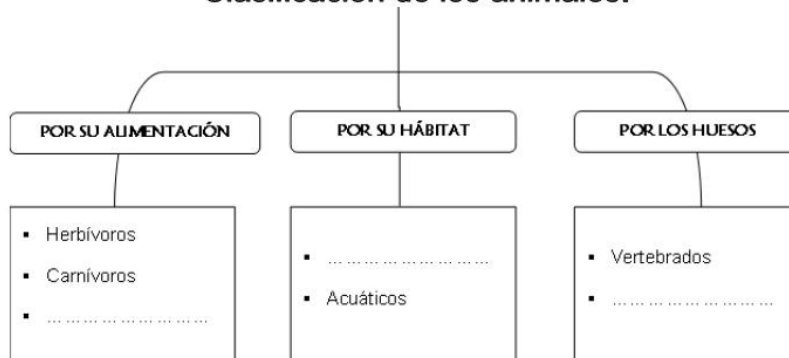 Clasificación de los animales.
POR SU ALIMENTACIÓN
POR SU HÁBITAT
POR LOS HUESOS
▪ Herbívoros
▪ Carnívoros
▪ ... ... ... ... ... ... ... ... ...
▪ ... ... ... ... ... ... ... ... ...
▪ Acuáticos
▪ Vertebrados
▪ ... ... ... ... ... ... ... ... ...